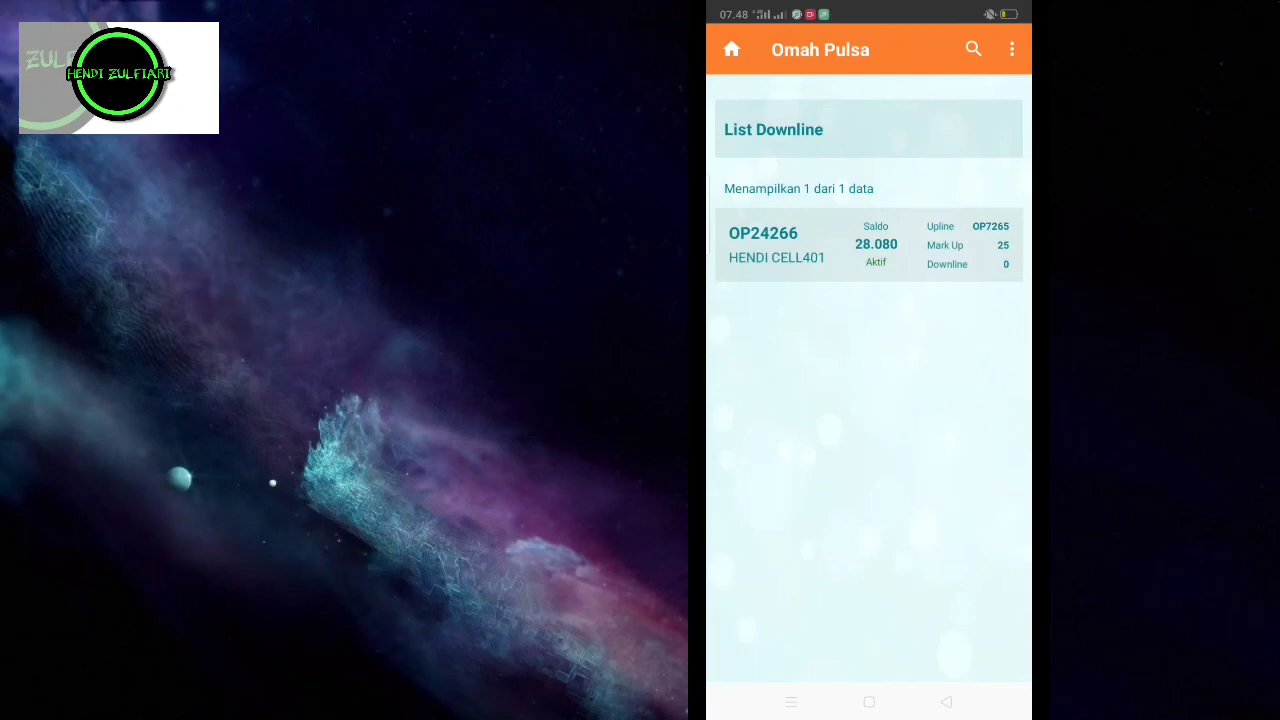 ZULF
HENDI ZULFIARI
07.48
Omah Pulsa
List Downline
Menampilkan 1 dari 1 data
OP24266
HENDI CELL401
Saldo
28.080
Aktif
Upline OP7265
Mark Up 25
Downline 0